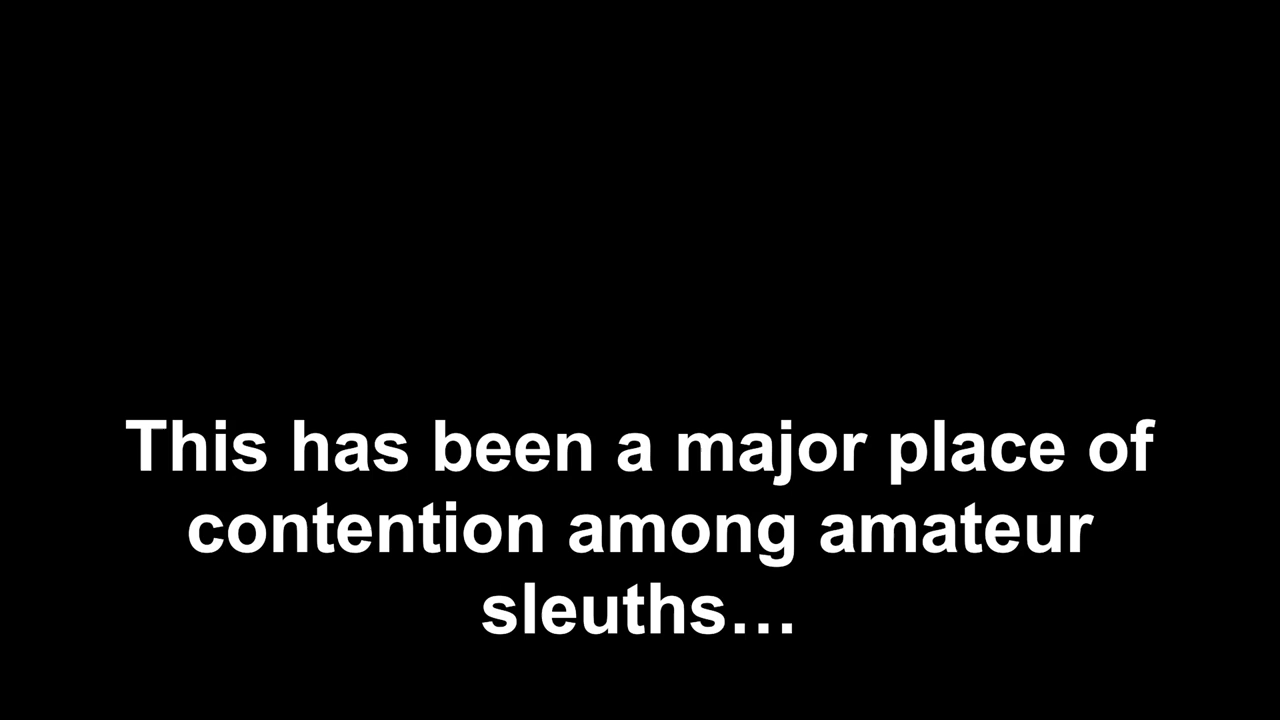 This has been a major place of
contention among amateur
sleuths…